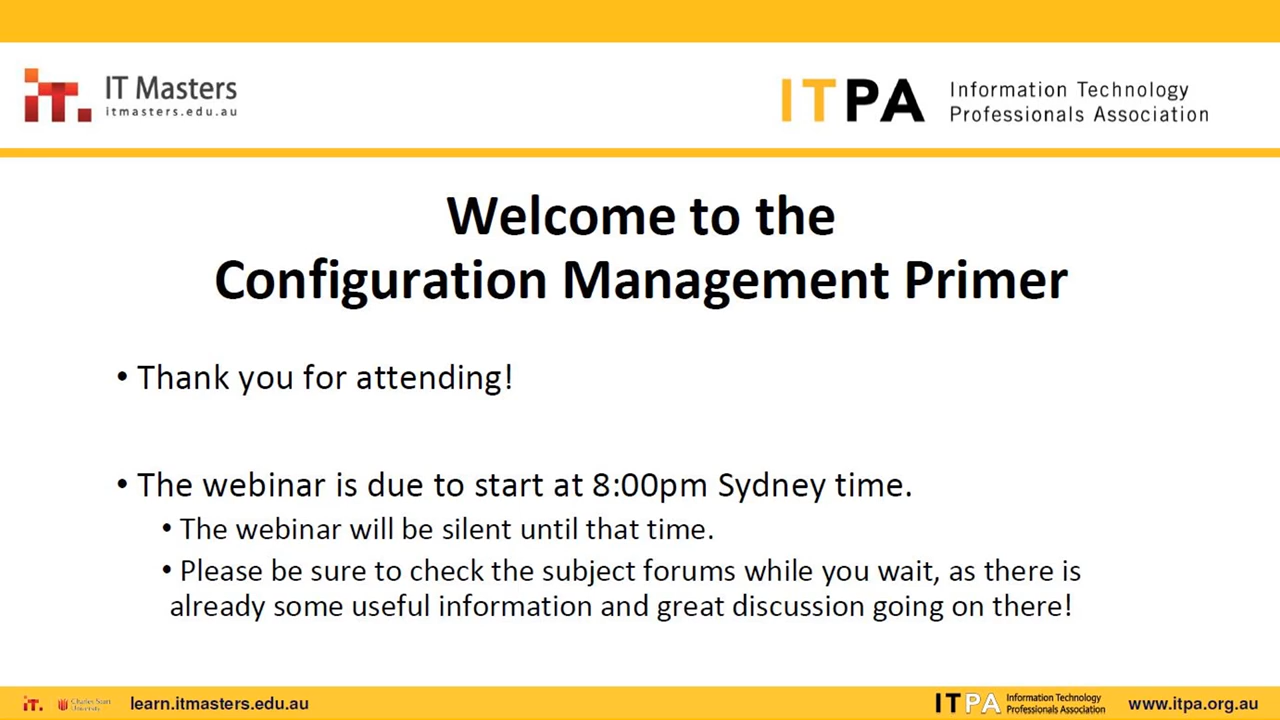 IT Masters
itmasters.edu.au
ITPA
Information Technology
Professionals Association
Welcome to the
Configuration Management Primer
• Thank you for attending!
• The webinar is due to start at 8:00pm Sydney time.
• The webinar will be silent until that time.
• Please be sure to check the subject forums while you wait, as there is
already some useful information and great discussion going on there!
it.
Charles Sturt
University
learn.itmasters.edu.au
ITPA
Information Technology
Professionals Association
www.itpa.org.au